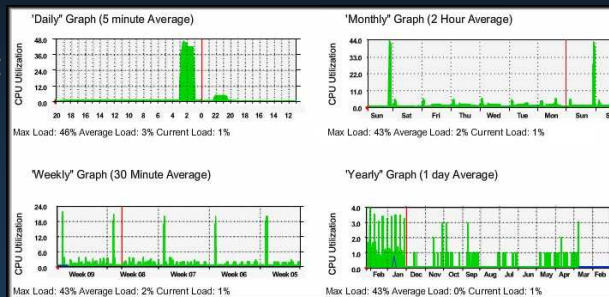 'Daily" Graph (5 minute Average)
CPU Utilization
48.0
36.0
24.0
12.0
0.0
20 18 16 14 12 10 8 6 4 2 0 22 20 18 16 14 12
Max Load: 46% Average Load: 3% Current Load: 1%
'Monthly" Graph (2 Hour Average)
CPU Utilization
44.0
33.0
22.0
11.0
0.0
Sun Sat Fri Thu Wed Tue Mon Sun S
Max Load: 43% Average Load: 2% Current Load: 1%
'Weekly" Graph (30 Minute Average)
CPU Utilization
24.0
18.0
12.0
6.0
0.0
Week 09 Week 08 Week 07 Week 06 Week 05
Max Load: 43% Average Load: 2% Current Load: 1%
'Yearly" Graph (1 day Average)
CPU Utilization
4.0
3.0
2.0
1.0
0.0
Feb Jan Dec Nov Oct Sep Aug Jul Jun May Apr Mar Feb
Max Load: 43% Average Load: 0% Current Load: 1%